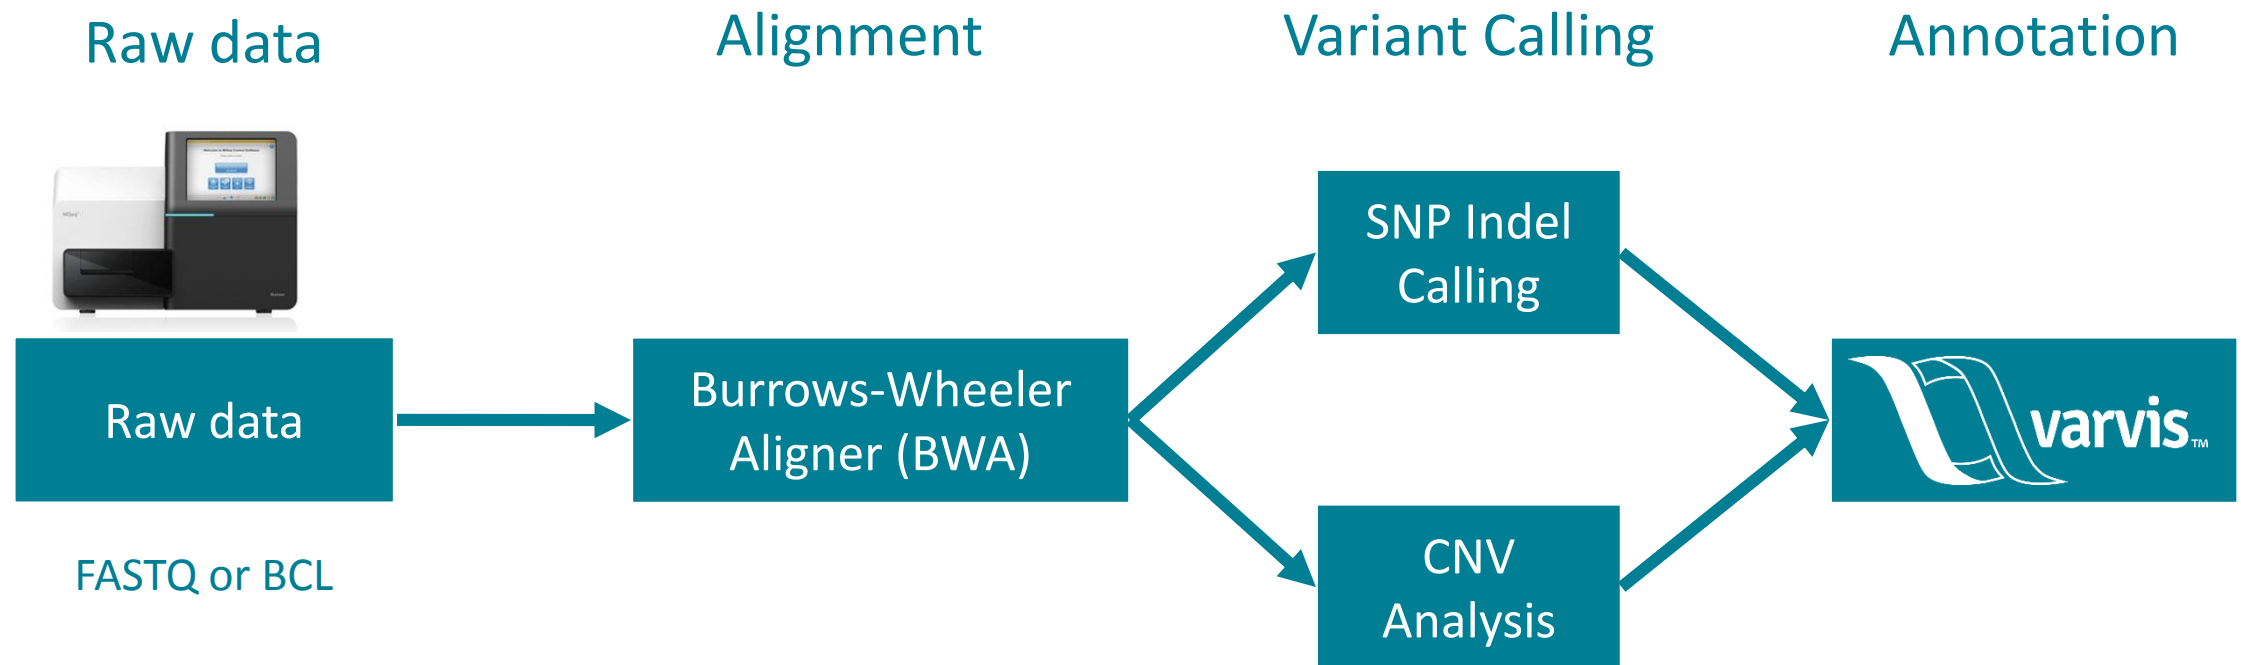 Raw data
Alignment
Variant Calling
Annotation
SNP Indel
Calling
Raw data
Burrows-Wheeler
Aligner (BWA)
varvis™
FASTQ or BCL
CNV
Analysis